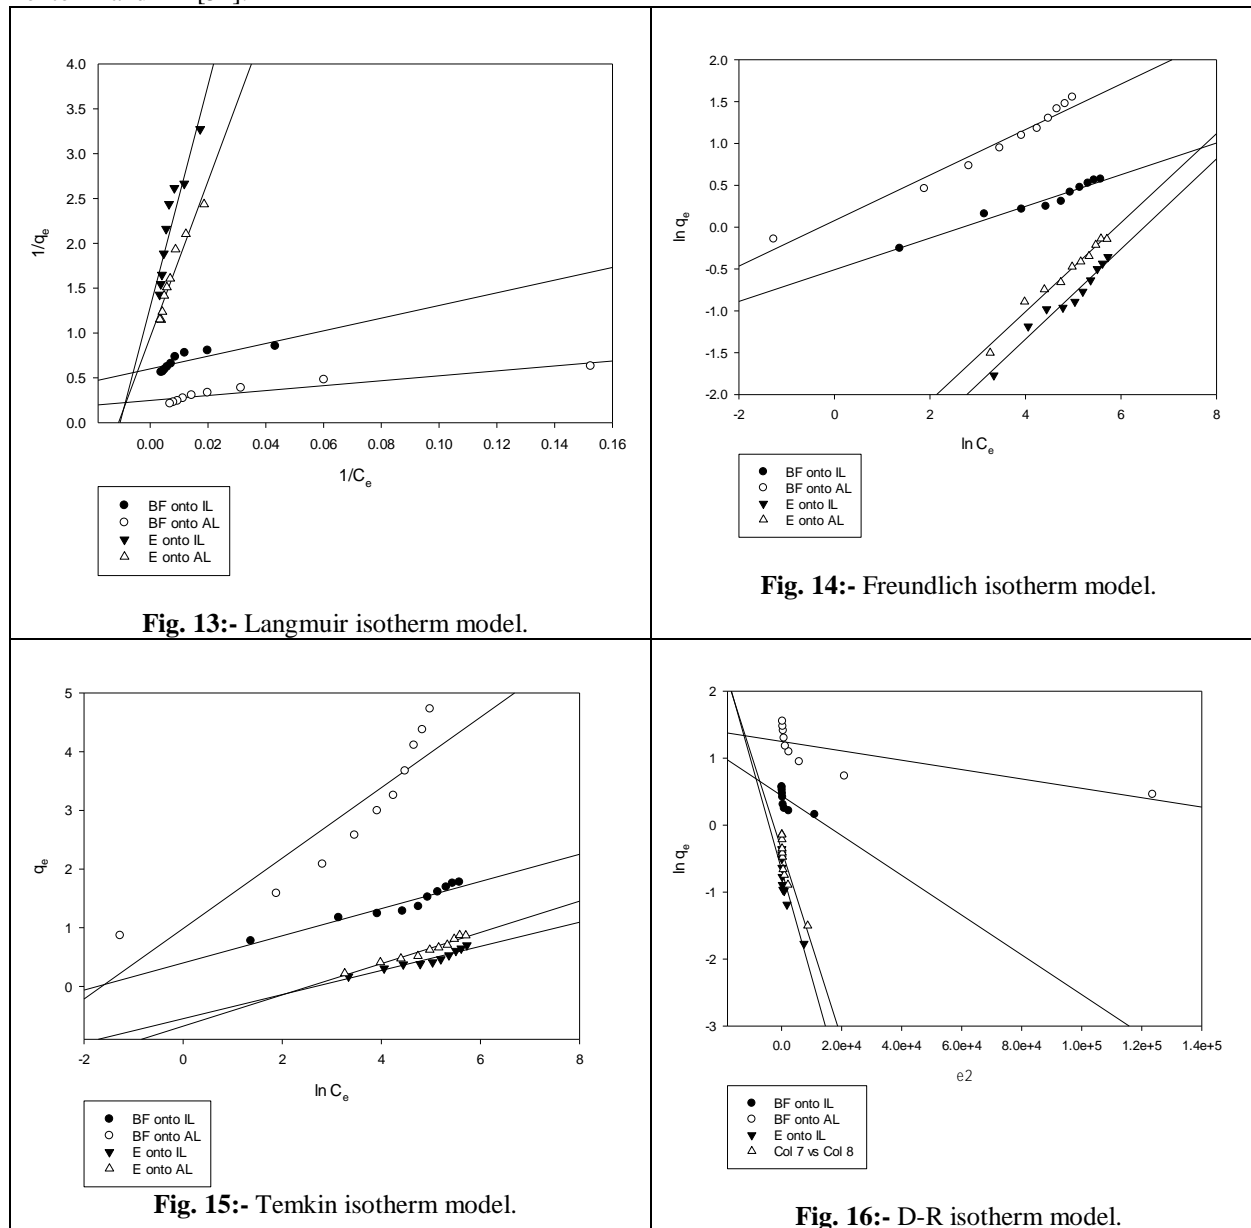 4.0
3.5
3.0
2.5
2.0
1.5
1.0
0.5
0.0
1/qe
0.00 0.02 0.04 0.06 0.08 0.10 0.12 0.14 0.16
1/Ce
BF onto IL
BF onto AL
E onto IL
E onto AL
Fig. 13:- Langmuir isotherm model.
2.0
1.5
1.0
0.5
0.0
-0.5
-1.0
-1.5
-2.0
ln qe
-2 0 2 4 6 8
ln Ce
BF onto IL
BF onto AL
E onto IL
E onto AL
Fig. 14:- Freundlich isotherm model.
5
4
3
2
1
0
qe
-2 0 2 4 6 8
ln Ce
BF onto IL
BF onto AL
E onto IL
E onto AL
Fig. 15:- Temkin isotherm model.
2
1
0
-1
-2
-3
ln qe
0.0 2.0e+4 4.0e+4 6.0e+4 8.0e+4 1.0e+5 1.2e+5 1.4e+5
e2
BF onto IL
BF onto AL
E onto IL
Col 7 vs Col 8
Fig. 16:- D-R isotherm model.